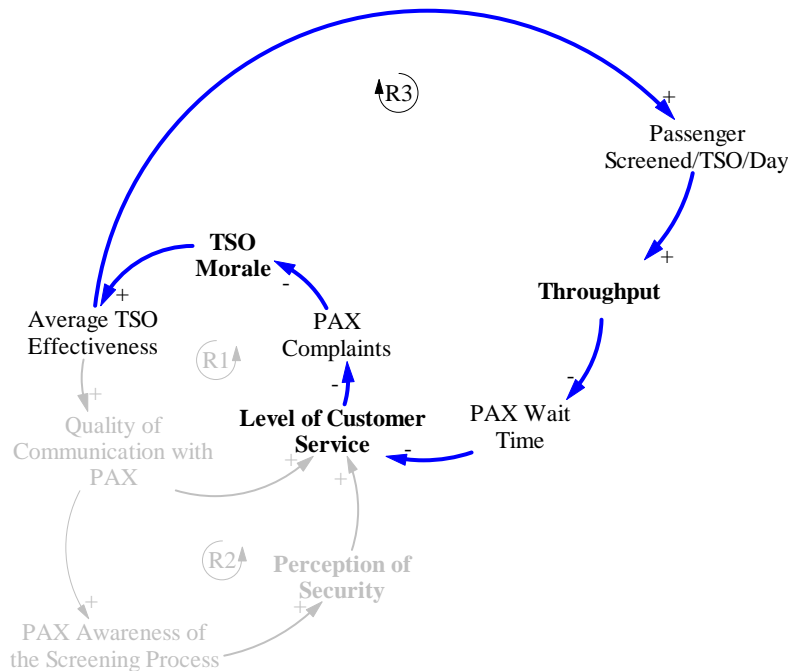 R3
+
Passenger
Screened/TSO/Day
TSO
Morale
+
-
Throughput
+
Average TSO
Effectiveness
PAX
Complaints
R1
-
-
+
Level of Customer
Service
PAX Wait
Time
-
Quality of
Communication with
PAX
+
+
R2
Perception of
Security
+
+
PAX Awareness of
the Screening Process